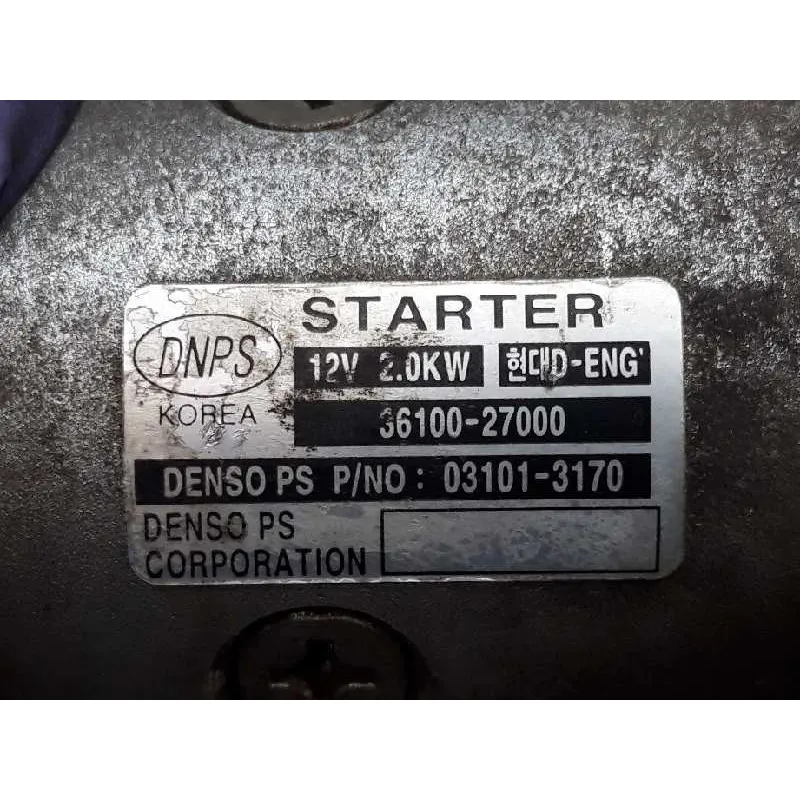 STARTER
DNPS
12V 2.0KW 현대D-ENG'
KOREA
36100-27000
DENSO PS P/NO : 03101-3170
DENSO PS
CORPORATION